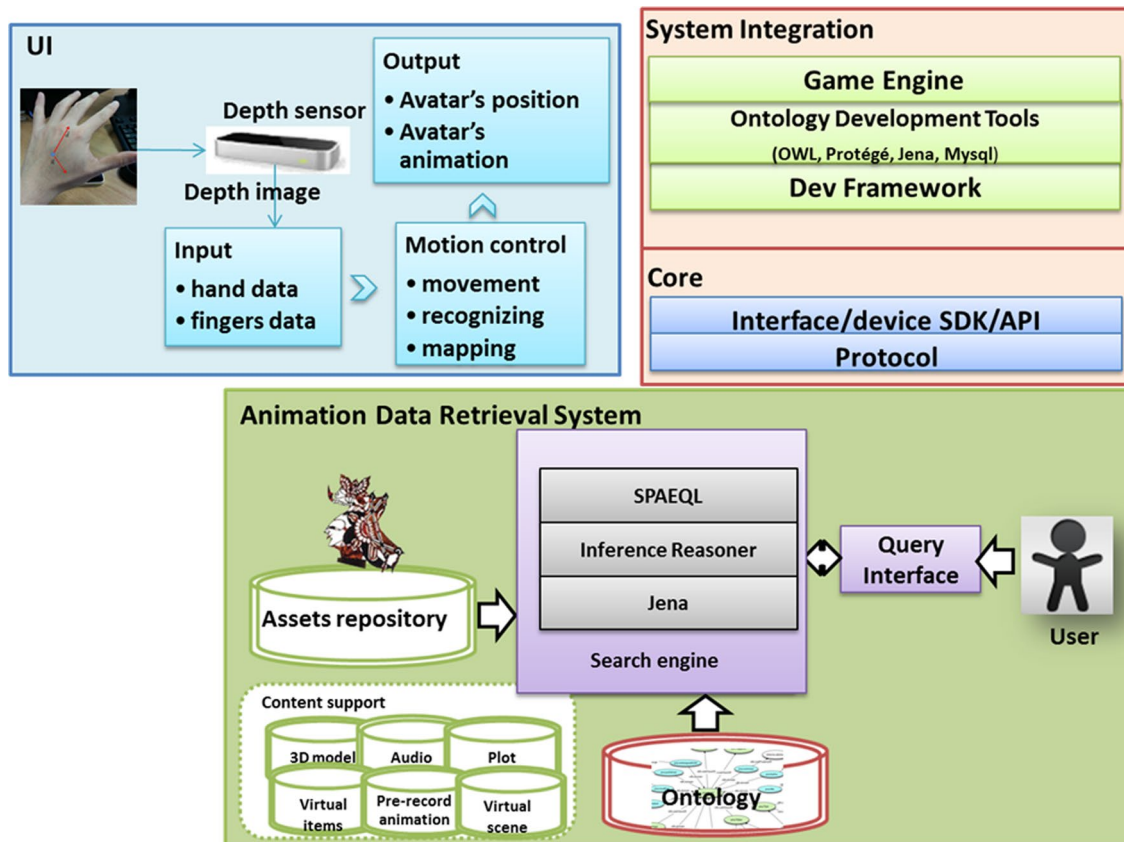 UI
Depth sensor
Depth image
Input
• hand data
• fingers data
Motion control
• movement
• recognizing
• mapping
Output
• Avatar's position
• Avatar's
animation
System Integration
Game Engine
Ontology Development Tools
(OWL, Protégé, Jena, Mysql)
Dev Framework
Core
Interface/device SDK/API
Protocol
Animation Data Retrieval System
Assets repository
SPAEQL
Inference Reasoner
Jena
Search engine
Query
Interface
User
Content support
3D model
Audio
Plot
Virtual
items
Pre-record
animation
Virtual
scene
Ontology